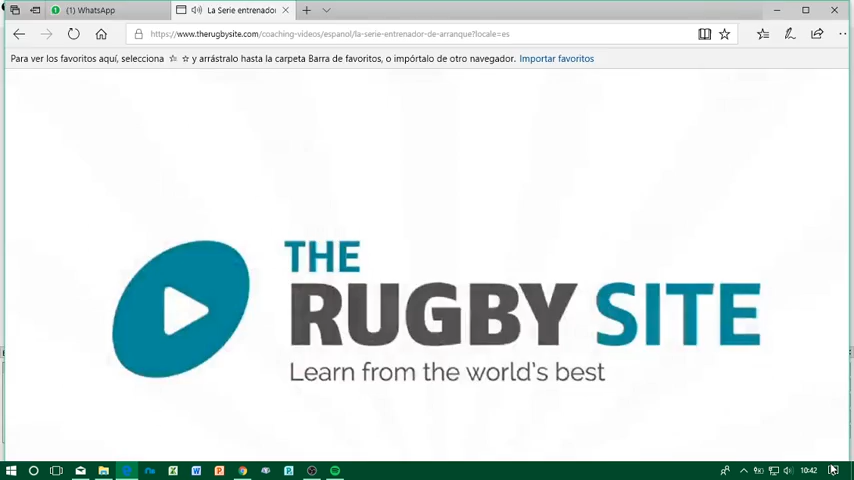 (1) WhatsApp
La Serie entrenador
https://www.therugbysite.com/coaching-videos/espanol/la-serie-entrenador-de-arranque?locale=es
Para ver los favoritos aquí, selecciona y arrástralo hasta la carpeta Barra de favoritos, o impórtalo de otro navegador. Importar favoritos
THE
RUGBY SITE
Learn from the world's best
10:42